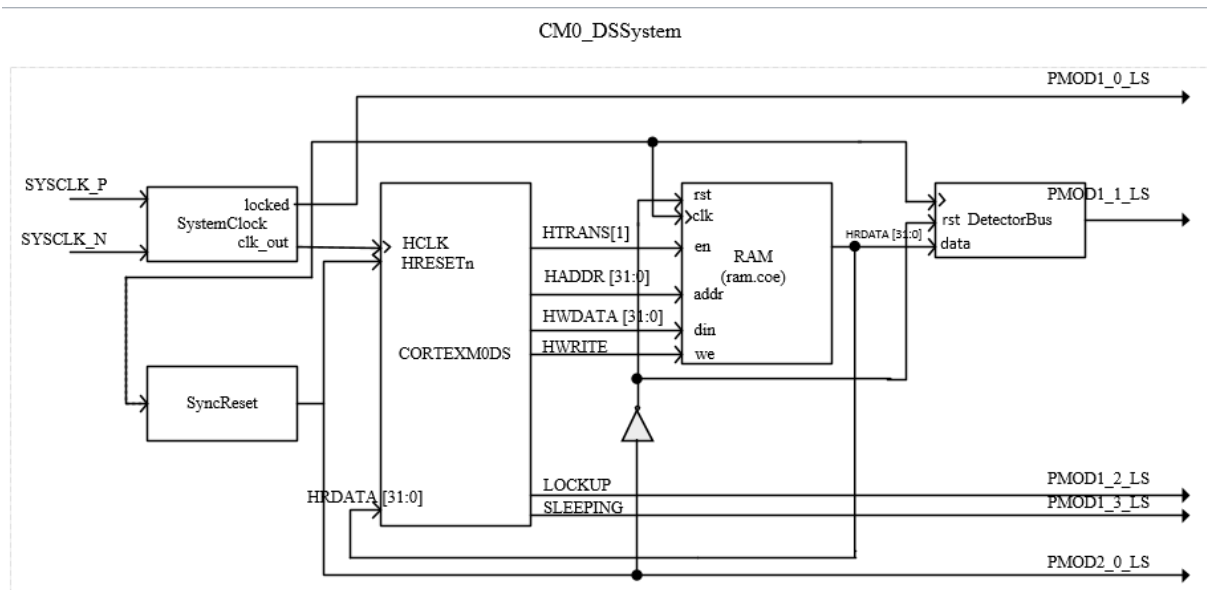 CM0_DSSystem
PMOD1_0_LS
SYSCLK_P
SYSCLK_N
locked
SystemClock
clk_out
HCLK
HRESETn
CORTEXM0DS
HTRANS[1]
HADDR [31:0]
HWDATA [31:0]
HWRITE
rst
clk
en
RAM
(ram.coe)
addr
din
we
HRDATA [31:0]
PMOD1_1_LS
rst DetectorBus
data
SyncReset
HRDATA [31:0]
LOCKUP
SLEEPING
PMOD1_2_LS
PMOD1_3_LS
PMOD2_0_LS